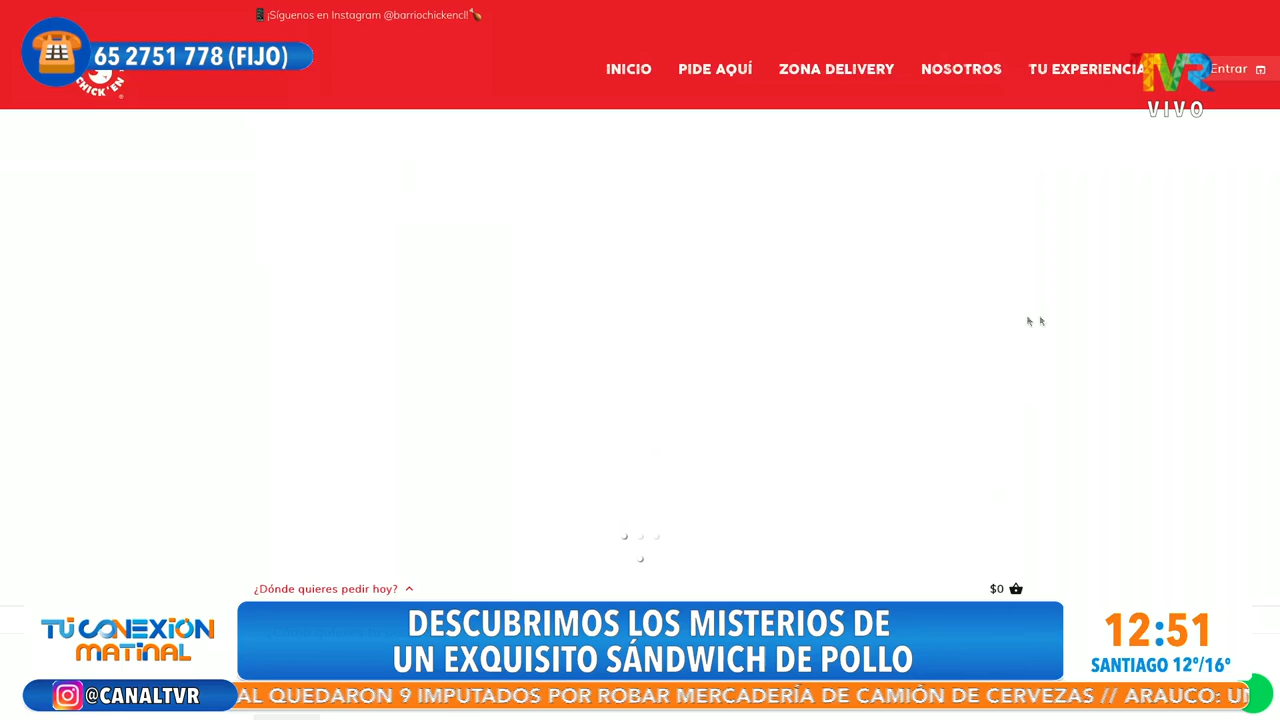 ¡Síguenos en Instagram @barriochickencl!
65 2751 778 (FIJO)
CHICK'EN
INICIO PIDE AQUÍ ZONA DELIVERY NOSOTROS TU EXPERIENCIA Entrar
TVR
VIVO
¿Dónde quieres pedir hoy? $0
TÚ CONEXIÓN
MATINAL
DESCUBRIMOS LOS MISTERIOS DE
UN EXQUISITO SÁNDWICH DE POLLO
12:51
SANTIAGO 12°/16°
@CANALTVR
AL QUEDARON 9 IMPUTADOS POR ROBAR MERCADERÍA DE CAMIÓN DE CERVEZAS // ARAUCO: